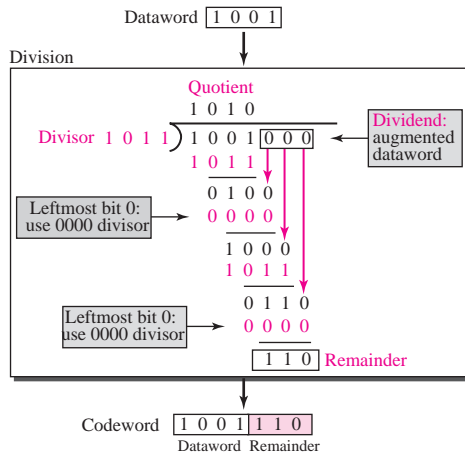 Dataword 1 0 0 1
Division
Quotient
1 0 1 0
Divisor 1 0 1 1 1 0 0 1 0 0 0
Dividend:
augmented
dataword
1 0 1 1
0 1 0 0
Leftmost bit 0:
use 0000 divisor
0 0 0 0
1 0 0 0
1 0 1 1
0 1 1 0
Leftmost bit 0:
use 0000 divisor
0 0 0 0
1 1 0 Remainder
Codeword 1 0 0 1 1 1 0
Dataword Remainder